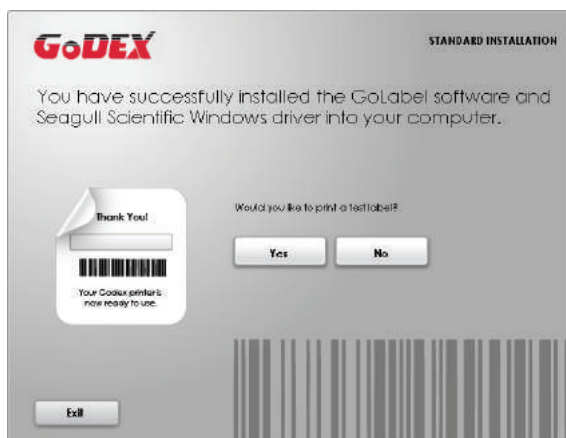 GoDEX
STANDARD INSTALLATION
You have successfully installed the GoLabel software and
Seagull Scientific Windows driver into your computer.
Thank You!
Your Godex printer is
now ready to use.
Would you like to print a test label?
Yes
No
Exit